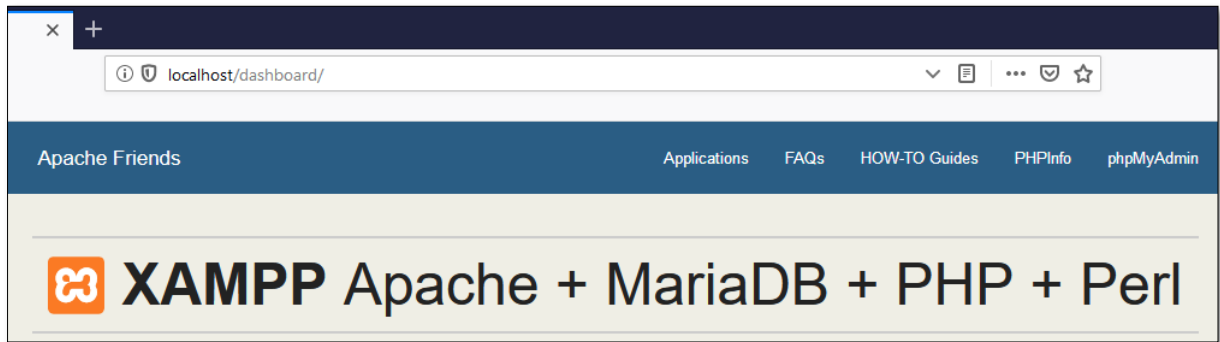 localhost/dashboard/
Apache Friends Applications FAQs HOW-TO Guides PHPInfo phpMyAdmin
XAMPP Apache + MariaDB + PHP + Perl